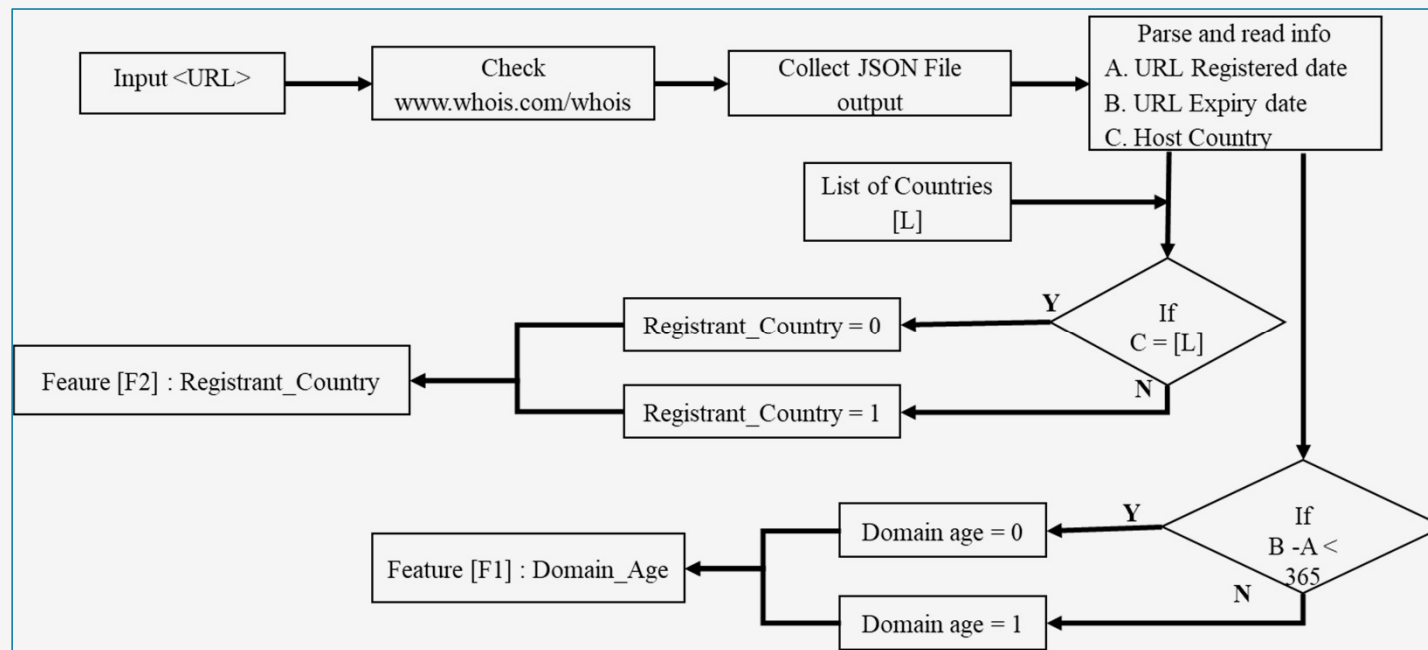 Input <URL>
Check
www.whois.com/whois
Collect JSON File
output
Parse and read info
A. URL Registered date
B. URL Expiry date
C. Host Country
List of Countries
[L]
Y
If
C = [L]
N
Registrant_Country = 0
Registrant_Country = 1
Feaure [F2] : Registrant_Country
Y
If
B -A <
365
N
Domain age = 0
Domain age = 1
Feature [F1] : Domain_Age